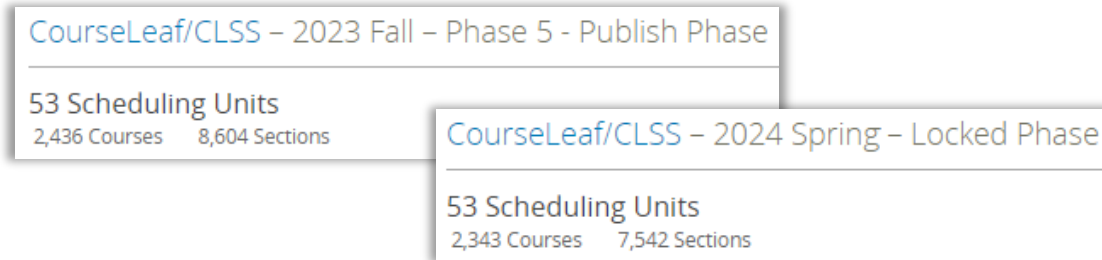 CourseLeaf/CLSS – 2023 Fall – Phase 5 - Publish Phase
53 Scheduling Units
2,436 Courses 8,604 Sections
CourseLeaf/CLSS – 2024 Spring – Locked Phase
53 Scheduling Units
2,343 Courses 7,542 Sections